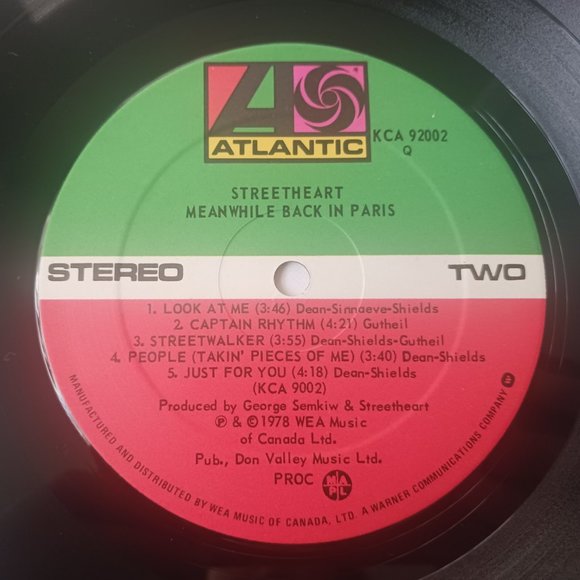 ATLANTIC
KCA 92002
Q
STREETHEART
MEANWHILE BACK IN PARIS
STEREO
TWO
1. LOOK AT ME (3:46) Dean-Sinnaeve-Shields
2. CAPTAIN RHYTHM (4:21) Gutheil
3. STREETWALKER (3:55) Dean-Shields-Gutheil
4. PEOPLE (TAKIN' PIECES OF ME) (3:40) Dean-Shields
5. JUST FOR YOU (4:18) Dean-Shields
(KCA 9002)
Produced by George Semkiw & Streetheart
℗ & © 1978 WEA Music
of Canada Ltd.
Pub., Don Valley Music Ltd.
PROC
MAPL
MANUFACTURED AND DISTRIBUTED BY WEA MUSIC OF CANADA, LTD. A WARNER COMMUNICATIONS COMPANY